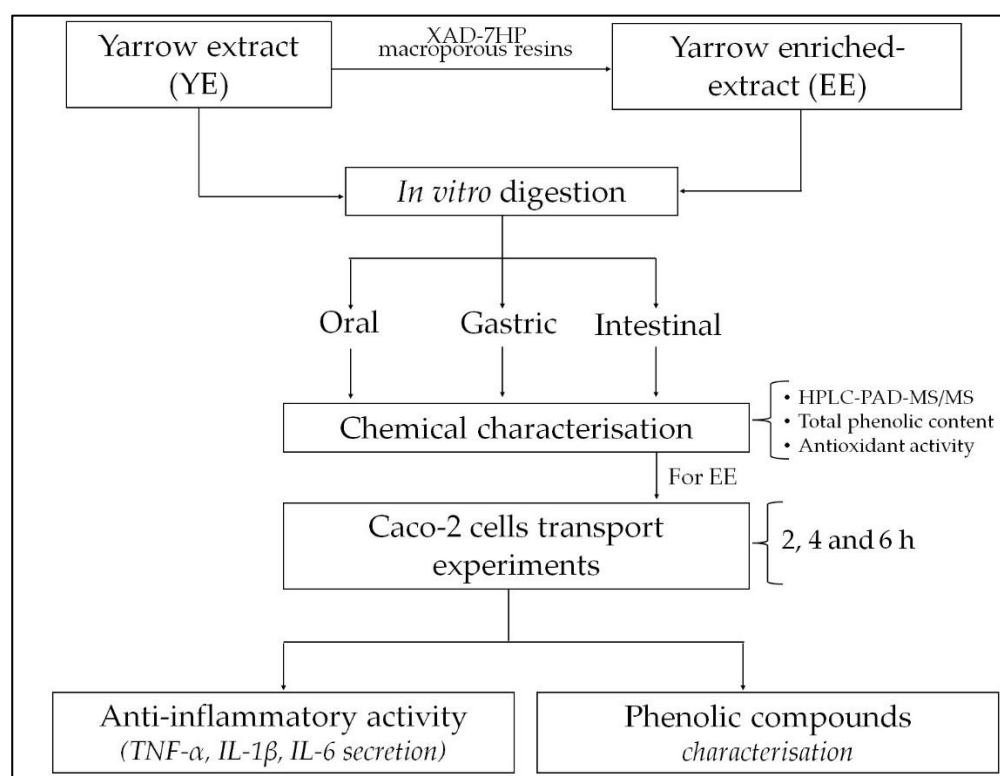 Yarrow extract
(YE)
XAD-7HP
macroporous resins
Yarrow enriched-
extract (EE)
In vitro digestion
Oral
Gastric
Intestinal
Chemical characterisation
• HPLC-PAD-MS/MS
• Total phenolic content
• Antioxidant activity
For EE
Caco-2 cells transport
experiments
2, 4 and 6 h
Anti-inflammatory activity
(TNF-α, IL-1β, IL-6 secretion)
Phenolic compounds
characterisation